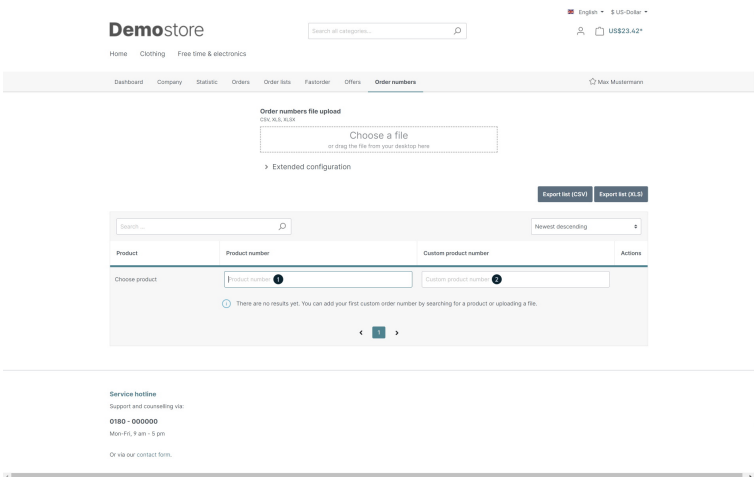 English
$ US-Dollar
Demostore
Search all categories...
US$23.42*
Home Clothing Free time & electronics
Dashboard Company Statistic Orders Order lists Fastorder Offers Order numbers Max Mustermann
Order numbers file upload
CSV, XLS, XLSX
Choose a file
or drag the file from your desktop here
Extended configuration
Export list (CSV) Export list (XLS)
Search ...
Newest descending
Product Product number Custom product number Actions
Choose product Product number 1 Custom product number 2
There are no results yet. You can add your first custom order number by searching for a product or uploading a file.
1
Service hotline
Support and counselling via:
0180 - 000000
Mon-Fri, 9 am - 5 pm
Or via our contact form.